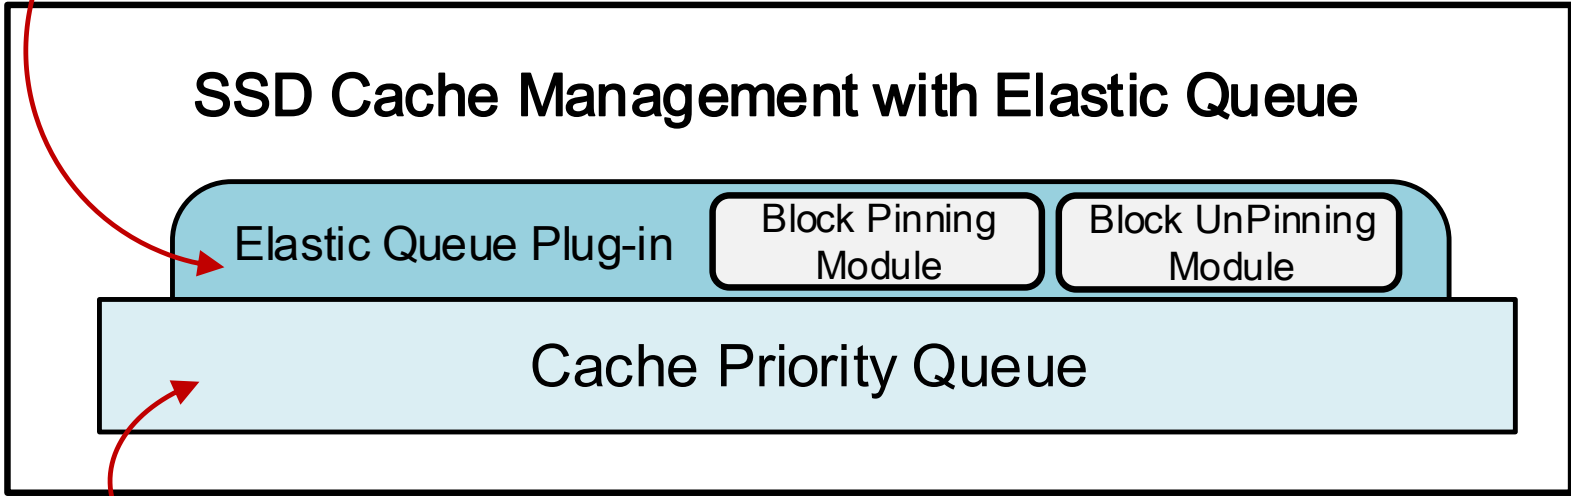 SSD Cache Management with Elastic Queue
Elastic Queue Plug-in
Block Pinning
Module
Block UnPinning
Module
Cache Priority Queue